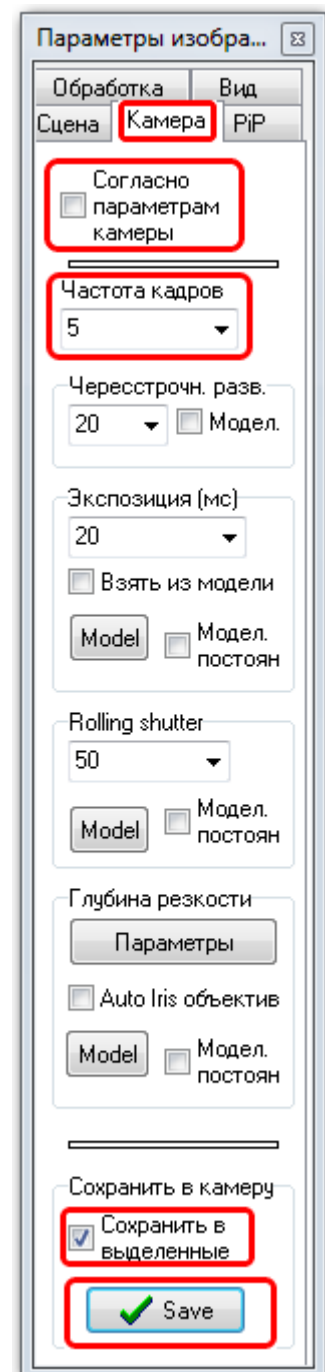 Параметры изобра...
Обработка Вид
Сцена Камера PiP
Согласно
параметрам
камеры
Частота кадров
5
Чересстрочн. разв.
20 Модел.
Экспозиция (мс)
20
Взять из модели
Model Модел.
постоян
Rolling shutter
50
Model Модел.
постоян
Глубина резкости
Параметры
Auto Iris объектив
Model Модел.
постоян
Сохранить в камеру
Сохранить в
выделенные
Save